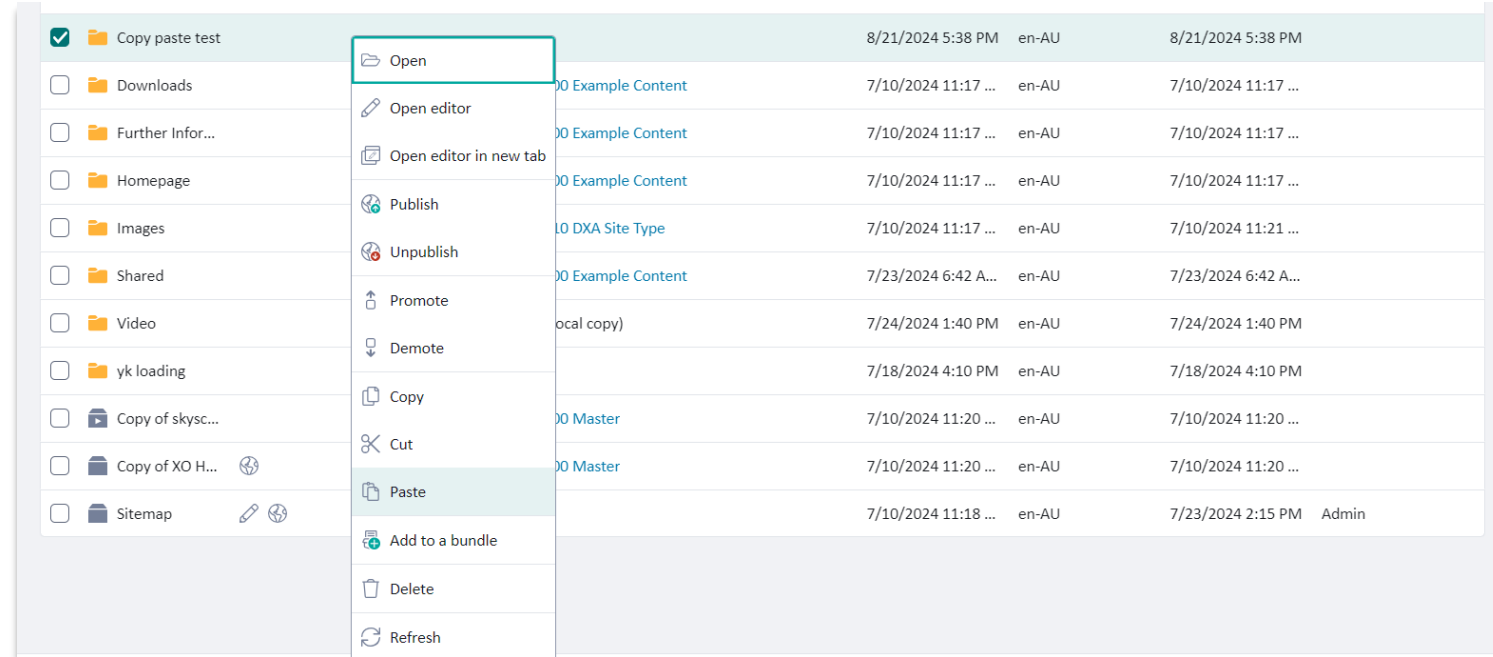 Copy paste test 8/21/2024 5:38 PM en-AU 8/21/2024 5:38 PM
Open
Downloads 00 Example Content 7/10/2024 11:17 ... en-AU 7/10/2024 11:17 ...
Open editor
Further Infor... 00 Example Content 7/10/2024 11:17 ... en-AU 7/10/2024 11:17 ...
Open editor in new tab
Homepage 00 Example Content 7/10/2024 11:17 ... en-AU 7/10/2024 11:17 ...
Publish
Images 10 DXA Site Type 7/10/2024 11:17 ... en-AU 7/10/2024 11:21 ...
Unpublish
Shared 00 Example Content 7/23/2024 6:42 A... en-AU 7/23/2024 6:42 A...
Promote
Video ocal copy) 7/24/2024 1:40 PM en-AU 7/24/2024 1:40 PM
Demote
yk loading 7/18/2024 4:10 PM en-AU 7/18/2024 4:10 PM
Copy
Copy of skysc... 00 Master 7/10/2024 11:20 ... en-AU 7/10/2024 11:20 ...
Cut
Copy of XO H... 00 Master 7/10/2024 11:20 ... en-AU 7/10/2024 11:20 ...
Paste
Sitemap 7/10/2024 11:18 ... en-AU 7/23/2024 2:15 PM Admin
Add to a bundle
Delete
Refresh